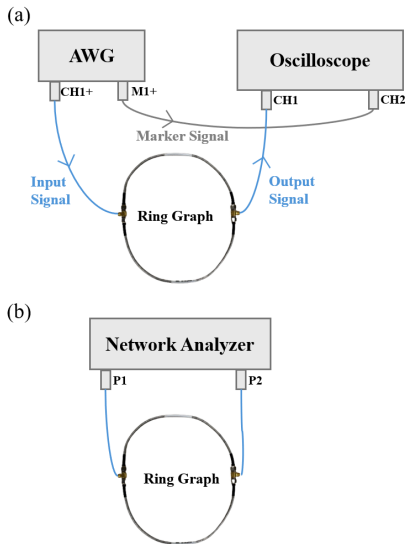 (a)
AWG
Oscilloscope
CH1+
M1+
CH1
CH2
Marker Signal
Input
Signal
Ring Graph
Output
Signal
(b)
Network Analyzer
P1
P2
Ring Graph